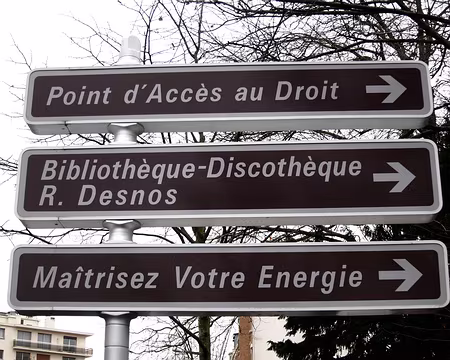 Point d'Accès au Droit
Bibliothèque-Discothèque
R. Desnos
Maîtrisez Votre Energie